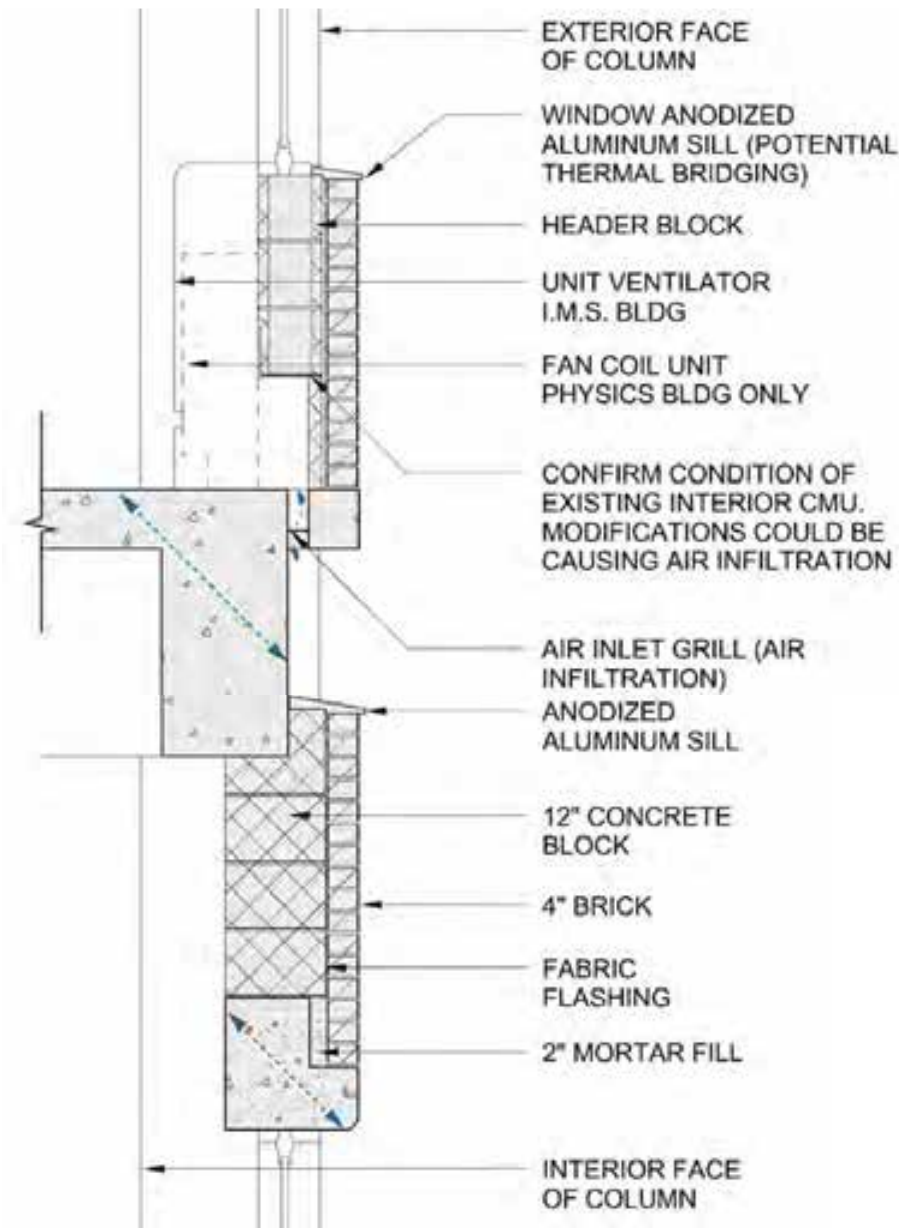 EXTERIOR FACE
OF COLUMN
WINDOW ANODIZED
ALUMINUM SILL (POTENTIAL
THERMAL BRIDGING)
HEADER BLOCK
UNIT VENTILATOR
I.M.S. BLDG
FAN COIL UNIT
PHYSICS BLDG ONLY
CONFIRM CONDITION OF
EXISTING INTERIOR CMU.
MODIFICATIONS COULD BE
CAUSING AIR INFILTRATION
AIR INLET GRILL (AIR
INFILTRATION)
ANODIZED
ALUMINUM SILL
12" CONCRETE
BLOCK
4" BRICK
FABRIC
FLASHING
2" MORTAR FILL
INTERIOR FACE
OF COLUMN